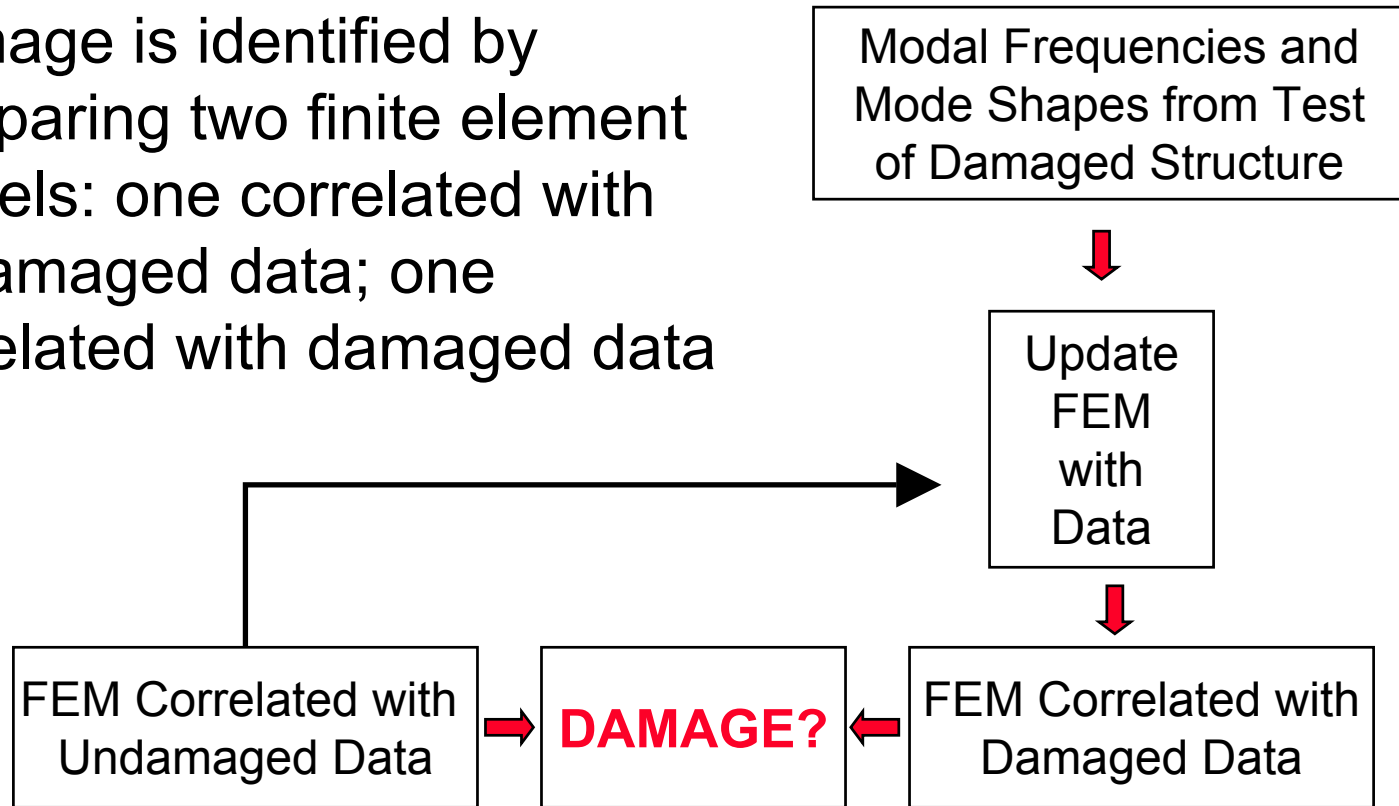 mage is identified by
paring two finite element
els: one correlated with
amaged data; one
elated with damaged data
Modal Frequencies and
Mode Shapes from Test
of Damaged Structure
Update
FEM
with
Data
FEM Correlated with
Undamaged Data
DAMAGE?
FEM Correlated with
Damaged Data